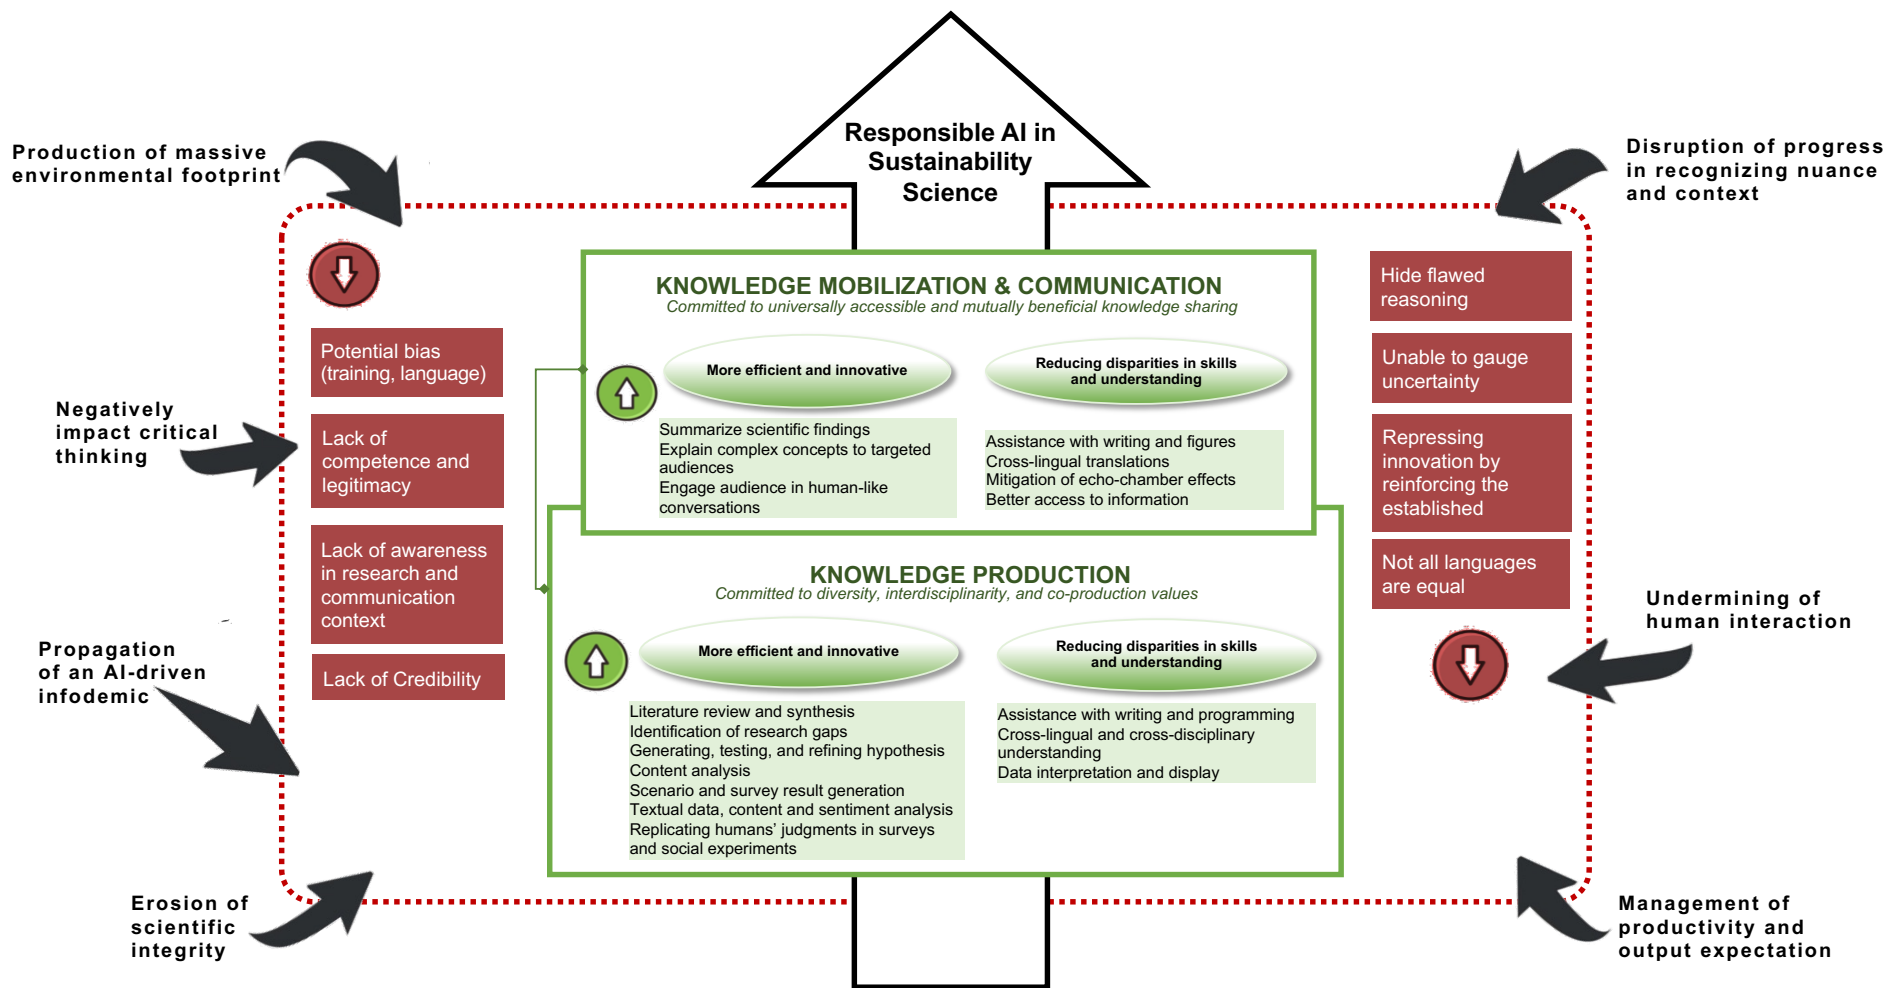 Responsible AI in
Sustainability
Science
Production of massive
environmental footprint
Negatively
impact critical
thinking
Propagation
of an AI-driven
infodemic
Erosion of
scientific
integrity
Potential bias
(training, language)
Lack of
competence and
legitimacy
Lack of awareness
in research and
communication
context
Lack of Credibility
KNOWLEDGE MOBILIZATION & COMMUNICATION
Committed to universally accessible and mutually beneficial knowledge sharing
More efficient and innovative
Summarize scientific findings
Explain complex concepts to targeted
audiences
Engage audience in human-like
conversations
Reducing disparities in skills
and understanding
Assistance with writing and figures
Cross-lingual translations
Mitigation of echo-chamber effects
Better access to information
KNOWLEDGE PRODUCTION
Committed to diversity, interdisciplinarity, and co-production values
More efficient and innovative
Literature review and synthesis
Identification of research gaps
Generating, testing, and refining hypothesis
Content analysis
Scenario and survey result generation
Textual data, content and sentiment analysis
Replicating humans’ judgments in surveys
and social experiments
Reducing disparities in skills
and understanding
Assistance with writing and programming
Cross-lingual and cross-disciplinary
understanding
Data interpretation and display
Hide flawed
reasoning
Unable to gauge
uncertainty
Repressing
innovation by
reinforcing the
established
Not all languages
are equal
Disruption of progress
in recognizing nuance
and context
Undermining of
human interaction
Management of
productivity and
output expectation